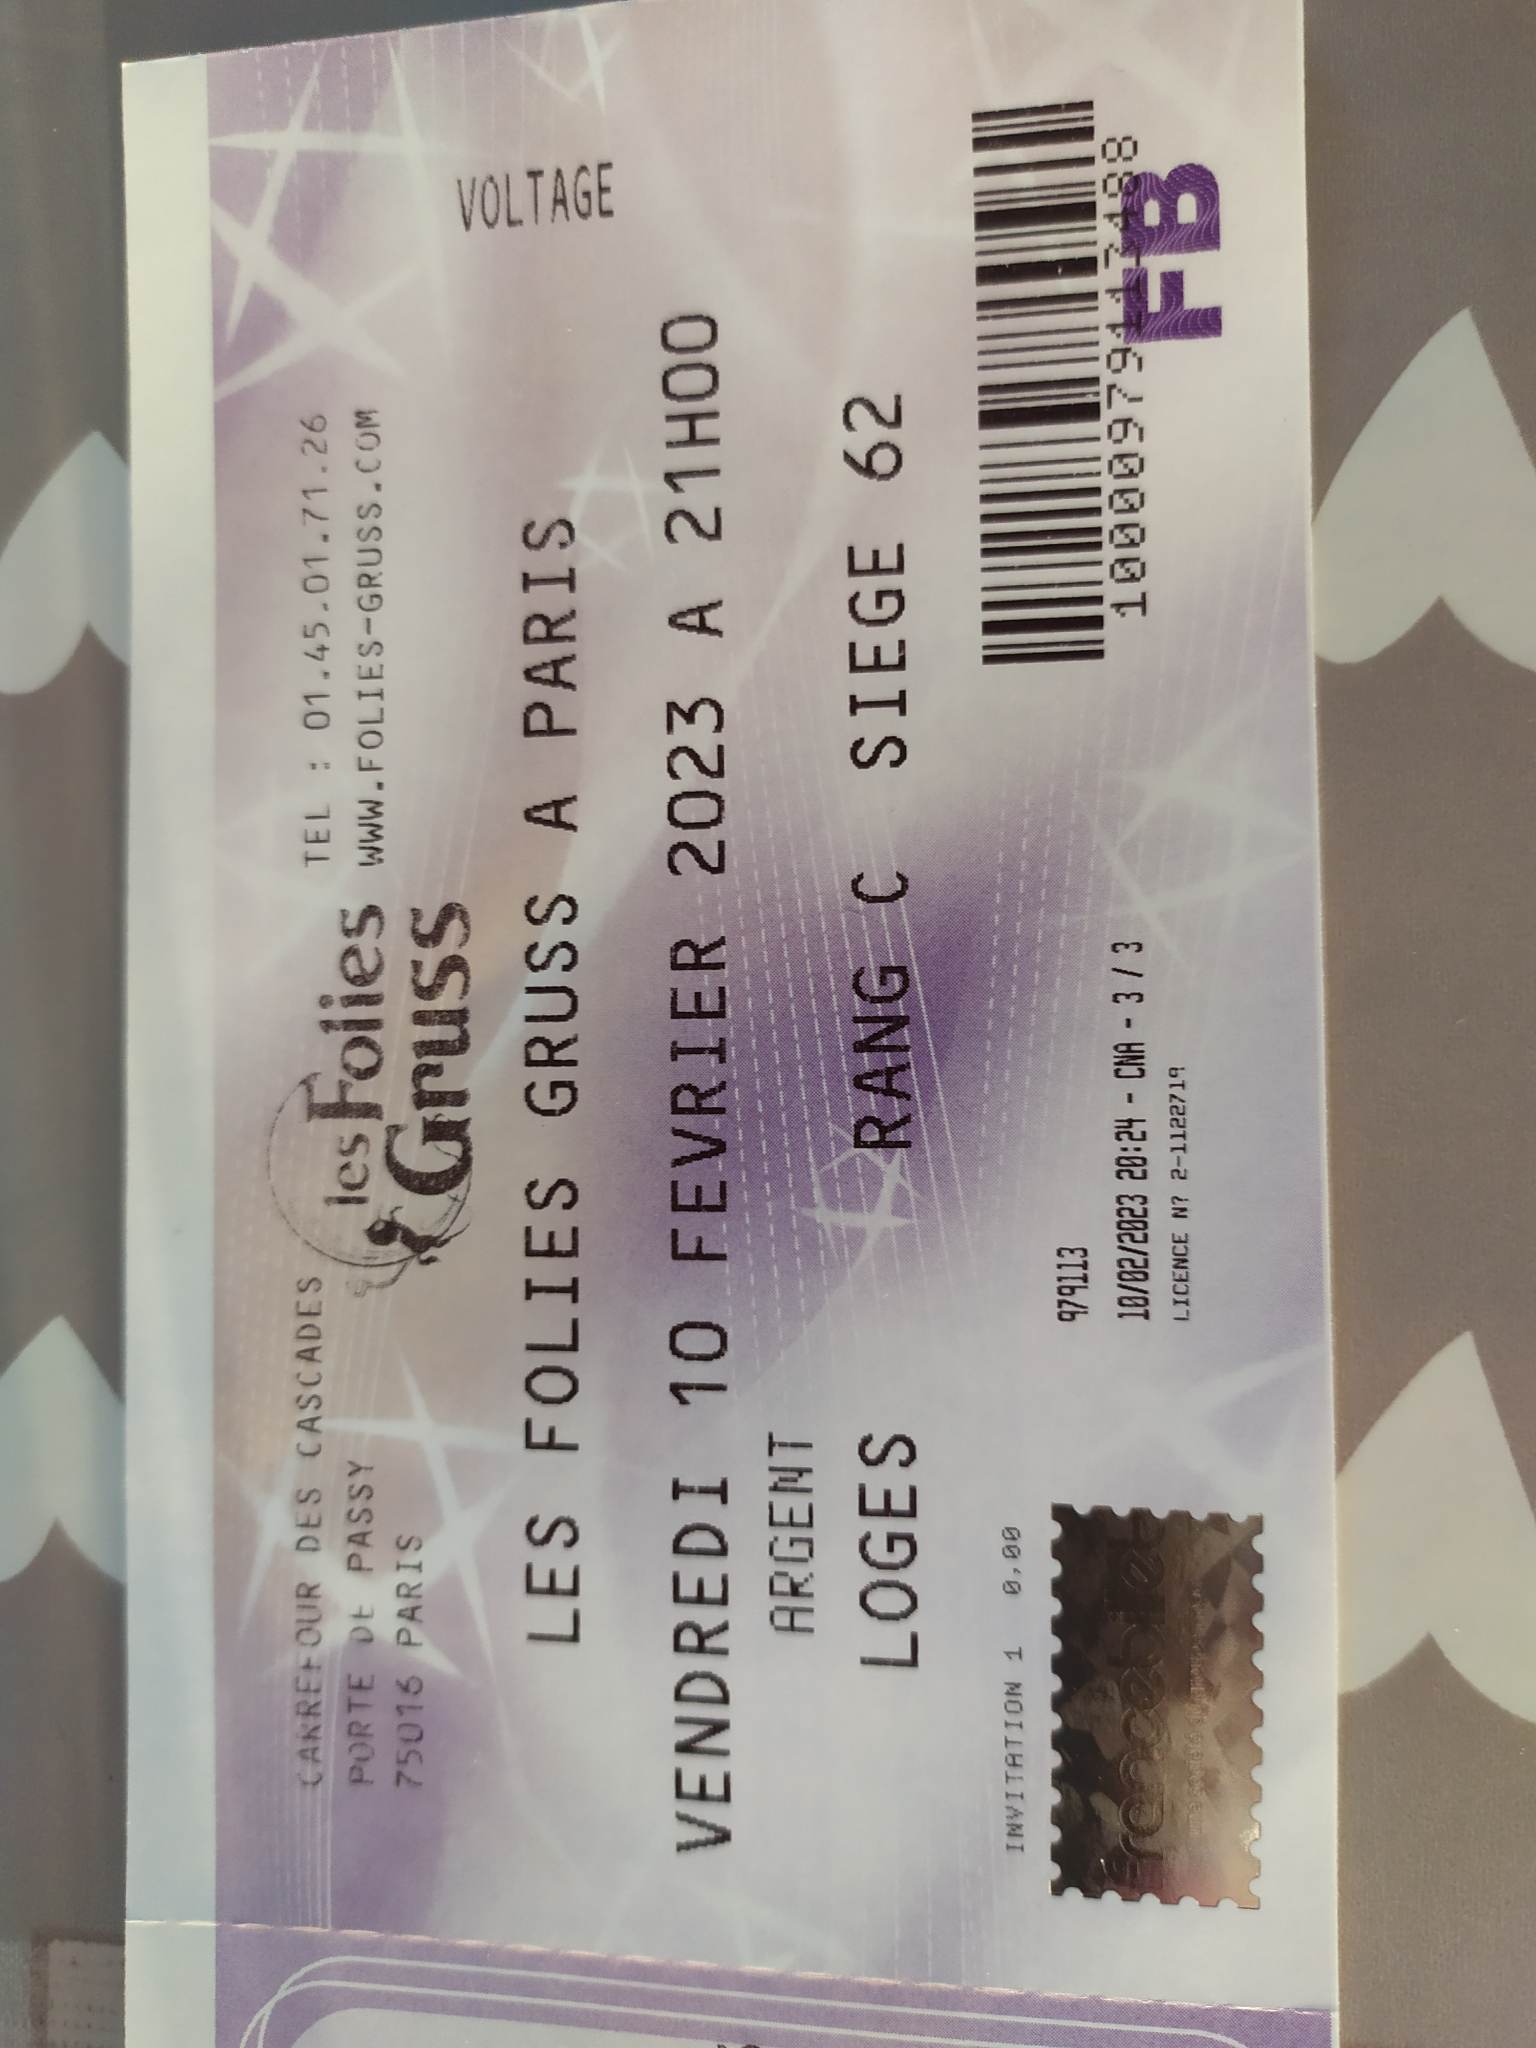 CARREFOUR DES CASCADES
PORTE DE PASSY
75016 PARIS
les Folies
Gruss
TEL : 01.45.01.71.26
WWW.FOLIES-GRUSS.COM
VOLTAGE
LES FOLIES GRUSS A PARIS
VENDREDI 10 FEVRIER 2023 A 21H00
ARGENT
LOGES RANG C SIEGE 62
INVITATION 1 0,00
979113
10/02/2023 20:24 - CNA - 3 / 3
LICENCE N? 2-1122719
francebillet
10000979117488
FB